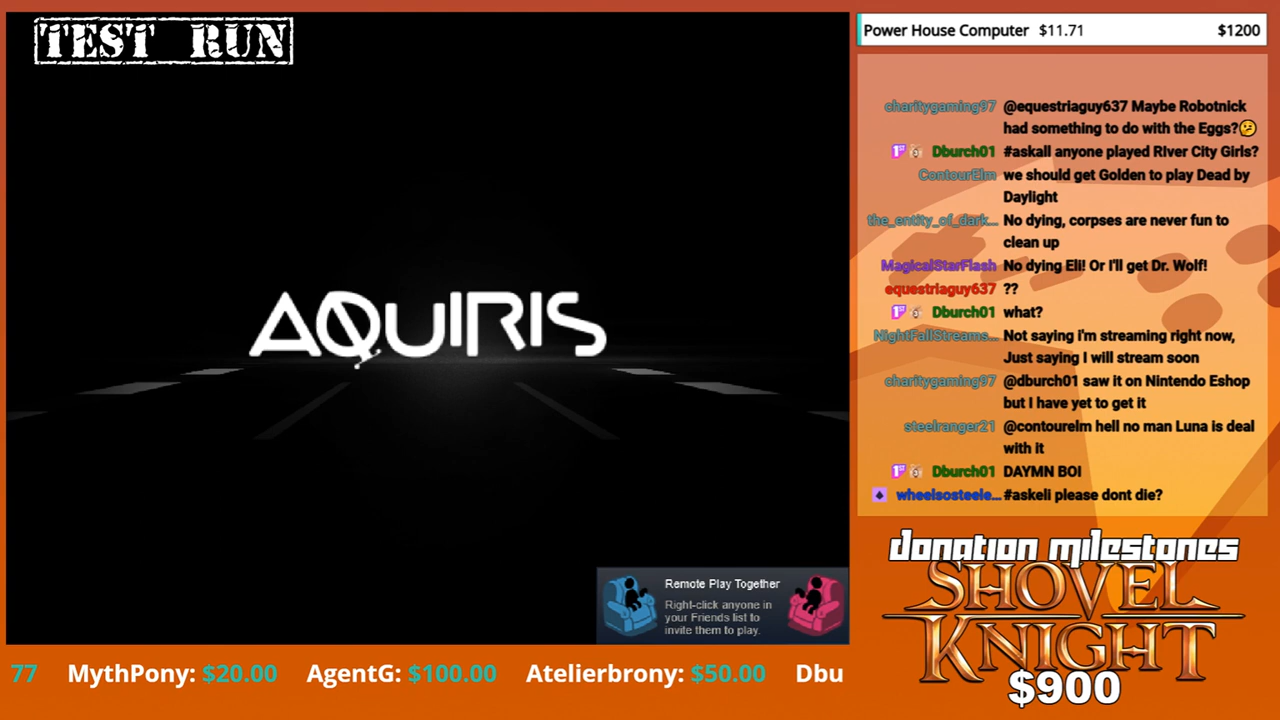 TEST RUN
AQUIRIS
Remote Play Together
Right-click anyone in
your Friends list to
invite them to play.
77 MythPony: $20.00 AgentG: $100.00 Atelierbrony: $50.00 Dbu
Power House Computer $11.71 $1200
charitygaming97 @equestriaguy637 Maybe Robotnick
had something to do with the Eggs?🤔
Dburch01 #askall anyone played RIver City Girls?
ContourElm we should get Golden to play Dead by
Daylight
the_entity_of_dark... No dying, corpses are never fun to
clean up
MagicalStarFlash No dying Eli! Or I'll get Dr. Wolf!
equestriaguy637 ??
Dburch01 what?
NightFallStreams... Not saying i'm streaming right now,
Just saying I will stream soon
charitygaming97 @dburch01 saw it on Nintendo Eshop
but I have yet to get it
steelranger21 @contourelm hell no man Luna is deal
with it
Dburch01 DAYMN BOI
wheelsosteele... #askeli please dont die?
DONATION MILESTONES
SHOVEL
KNIGHT
$900